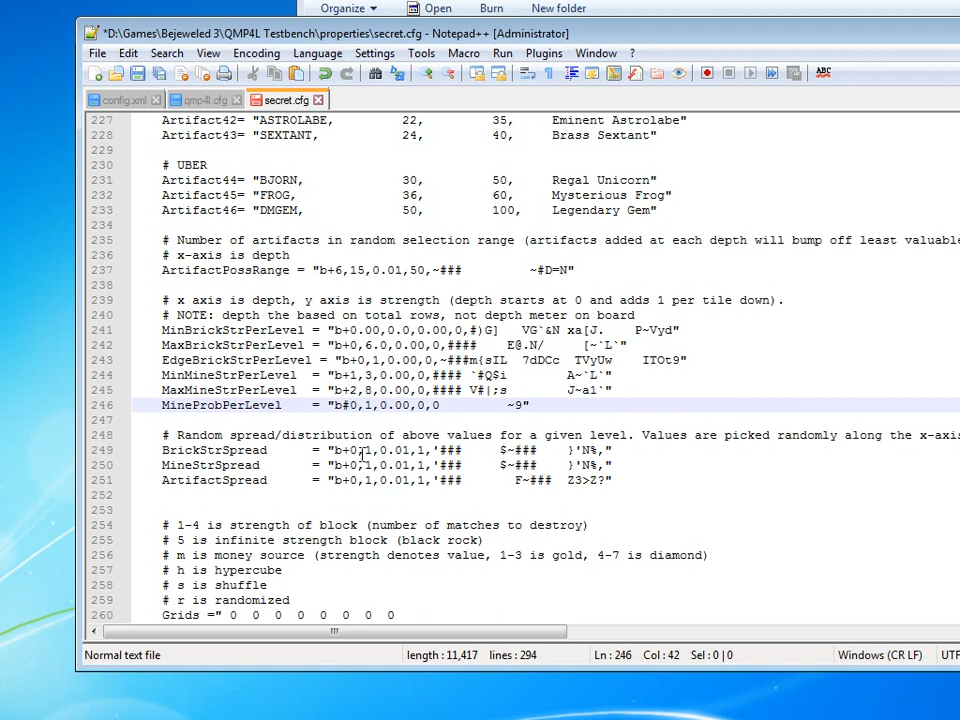 Organize ▾ Open Burn New folder
*D:\Games\Bejeweled 3\QMP4L Testbench\properties\secret.cfg - Notepad++ [Administrator]
File Edit Search View Encoding Language Settings Tools Macro Run Plugins Window ?
ABC
config.xml qmp4l.cfg secret.cfg
227 Artifact42= "ASTROLABE, 22, 35, Eminent Astrolabe"
228 Artifact43= "SEXTANT, 24, 40, Brass Sextant"
229
230 # UBER
231 Artifact44= "BJORN, 30, 50, Regal Unicorn"
232 Artifact45= "FROG, 36, 60, Mysterious Frog"
233 Artifact46= "DMGEM, 50, 100, Legendary Gem"
234
235 # Number of artifacts in random selection range (artifacts added at each depth will bump off least valuable
236 # x-axis is depth
237 ArtifactPossRange = "b+6,15,0.01,50,~### ~#D=N"
238
239 # x axis is depth, y axis is strength (depth starts at 0 and adds 1 per tile down).
240 # NOTE: depth the based on total rows, not depth meter on board
241 MinBrickStrPerLevel = "b+0.00,0.0,0.00,0,#)G] VG`&N xa[J. P~Vyd"
242 MaxBrickStrPerLevel = "b+0,6.0,0.00,0,#### E@.N/ [~`L`"
243 EdgeBrickStrPerLevel = "b+0,1,0.00,0,~###m{sIL 7dDCc TVyUw ITOt9"
244 MinMineStrPerLevel = "b+1,3,0.00,0,#### `#Q$i A~`L`"
245 MaxMineStrPerLevel = "b+2,8,0.00,0,#### V#|;s J~a1`"
246 MineProbPerLevel = "b#0,1,0.00,0,0 ~9"
247
248 # Random spread/distribution of above values for a given level. Values are picked randomly along the x-axis
249 BrickStrSpread = "b+0,1,0.01,1,'### $~### }'N%,"
250 MineStrSpread = "b+0,1,0.01,1,'### $~### }'N%,"
251 ArtifactSpread = "b+0,1,0.01,1,'### F~### Z3>Z?"
252
253
254 # 1-4 is strength of block (number of matches to destroy)
255 # 5 is infinite strength block (black rock)
256 # m is money source (strength denotes value, 1-3 is gold, 4-7 is diamond)
257 # h is hypercube
258 # s is shuffle
259 # r is randomized
260 Grids =" 0 0 0 0 0 0 0 0
Normal text file length : 11,417 lines : 294 Ln : 246 Col : 42 Sel : 0 | 0 Windows (CR LF) UTF